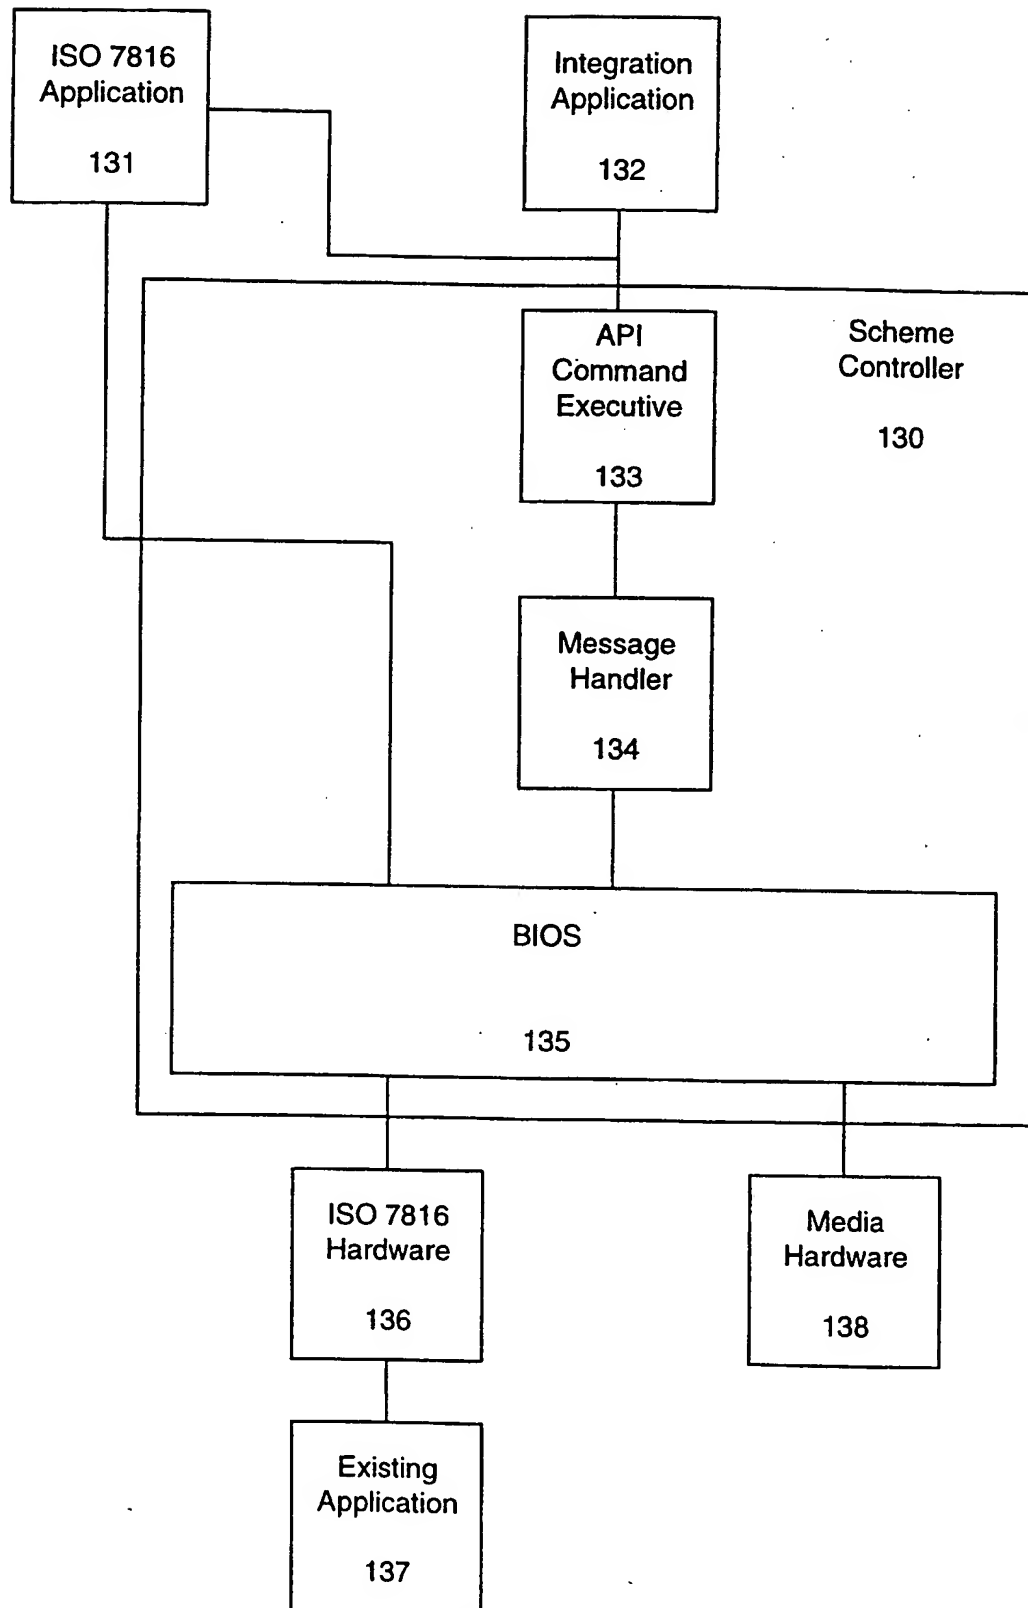 ISO 7816
Application
131
Integration
Application
132
API
Command
Executive
133
Scheme
Controller
130
Message
Handler
134
BIOS
135
ISO 7816
Hardware
136
Media
Hardware
138
Existing
Application
137